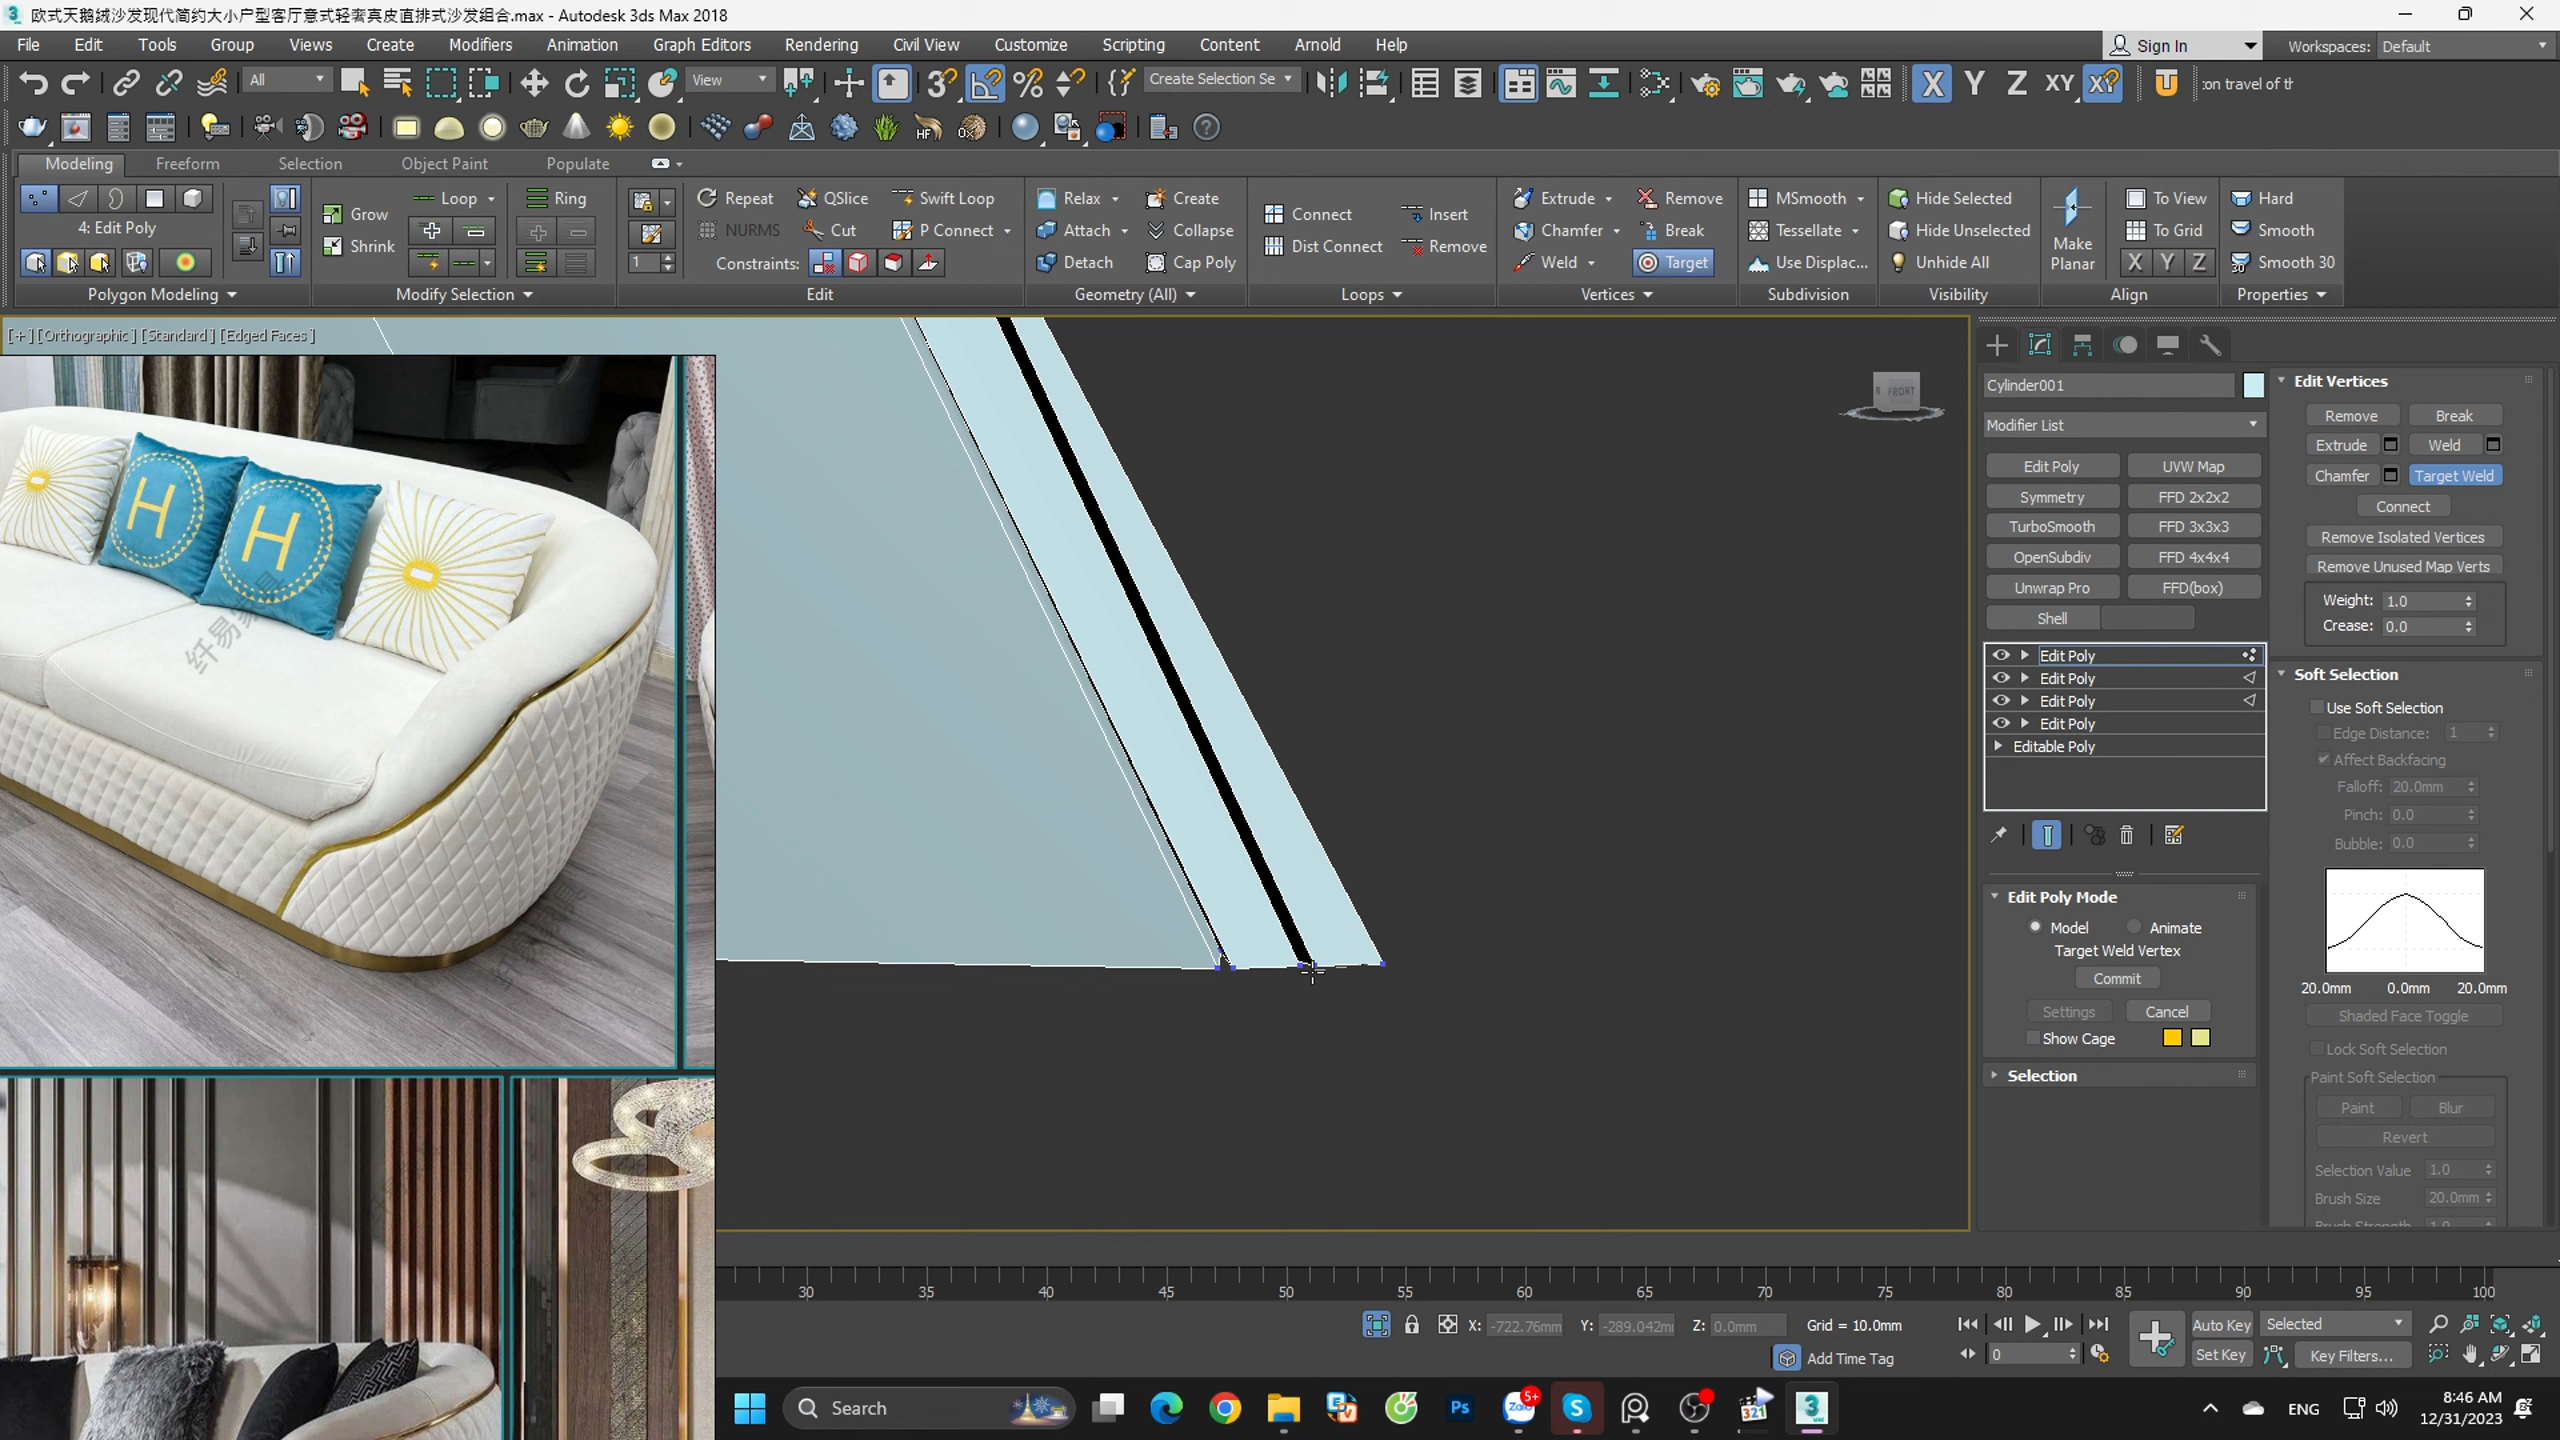 欧式天鹅绒沙发现代简约大小户型客厅意式轻奢真皮直排式沙发组合.max - Autodesk 3ds Max 2018
File Edit Tools Group Views Create Modifiers Animation Graph Editors Rendering Civil View Customize Scripting Content Arnold Help Sign In Workspaces: Default
All View Create Selection Se X Y Z XY :on travel of th
Modeling Freeform Selection Object Paint Populate
Loop Ring Repeat QSlice Swift Loop Relax Create Extrude Remove MSmooth Hide Selected To View Hard
Grow Connect Insert
4: Edit Poly NURMS Cut P Connect Attach Collapse Chamfer Break Tessellate Hide Unselected To Grid Smooth
Shrink Dist Connect Remove Make Planar
1 Constraints: Detach Cap Poly Weld Target Use Displac... Unhide All X Y Z Smooth 30
Polygon Modeling Modify Selection Edit Geometry (All) Loops Vertices Subdivision Visibility Align Properties
[+] [Orthographic] [Standard] [Edged Faces]
FRONT
H H
Cylinder001
Modifier List
Edit Poly UVW Map
Symmetry FFD 2x2x2
TurboSmooth FFD 3x3x3
OpenSubdiv FFD 4x4x4
Unwrap Pro FFD(box)
Shell
Edit Poly
Edit Poly
Edit Poly
Edit Poly
Editable Poly
Edit Poly Mode
Model Animate
Target Weld Vertex
Commit
Settings Cancel
Show Cage
Selection
Edit Vertices
Remove Break
Extrude Weld
Chamfer Target Weld
Connect
Remove Isolated Vertices
Remove Unused Map Verts
Weight: 1.0
Crease: 0.0
Soft Selection
Use Soft Selection
Edge Distance: 1
Affect Backfacing
Falloff: 20.0mm
Pinch: 0.0
Bubble: 0.0
20.0mm 0.0mm 20.0mm
Shaded Face Toggle
Lock Soft Selection
Paint Soft Selection
Paint Blur
Revert
Selection Value 1.0
Brush Size 20.0mm
Brush Strength 1.0
30 35 40 45 50 55 60 65 70 75 80 85 90 95 100
X: -722.76mm Y: -289.042m Z: 0.0mm Grid = 10.0mm Auto Key Selected
Add Time Tag 0 Set Key Key Filters...
Search Ps Zalo 5+ 321 3 ENG 8:46 AM
12/31/2023